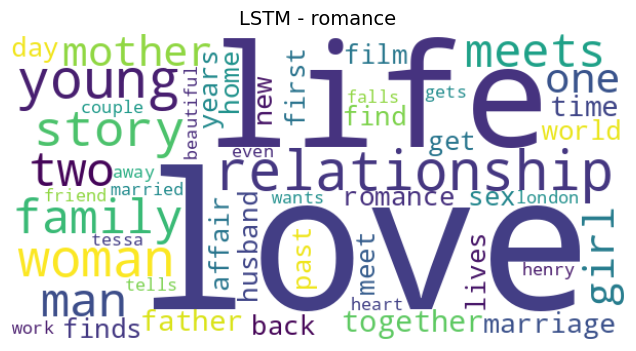 LSTM - romance
day mother life film meets
young years home new first one
couple beautiful falls gets find time
story even get world
two away relationship
friend married wants romance sex london
family tessa affair husband love past meet lives girl
woman tells heart henry
man father back together marriage
work finds